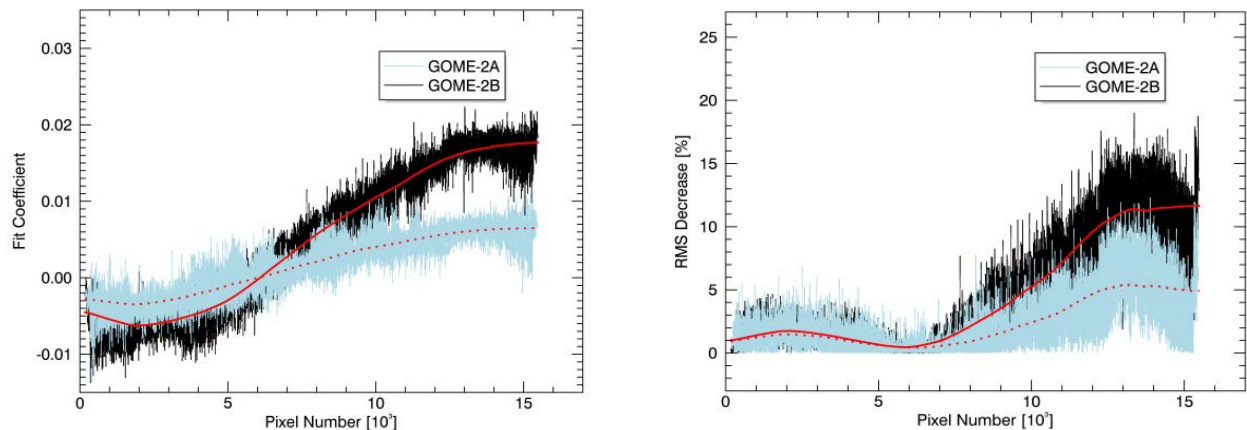 0.03
0.02
0.01
0.00
-0.01
Fit Coefficient
GOME-2A
GOME-2B
0 5 10 15
Pixel Number [10³]
25
20
15
10
5
0
RMS Decrease [%]
GOME-2A
GOME-2B
0 5 10 15
Pixel Number [10³]